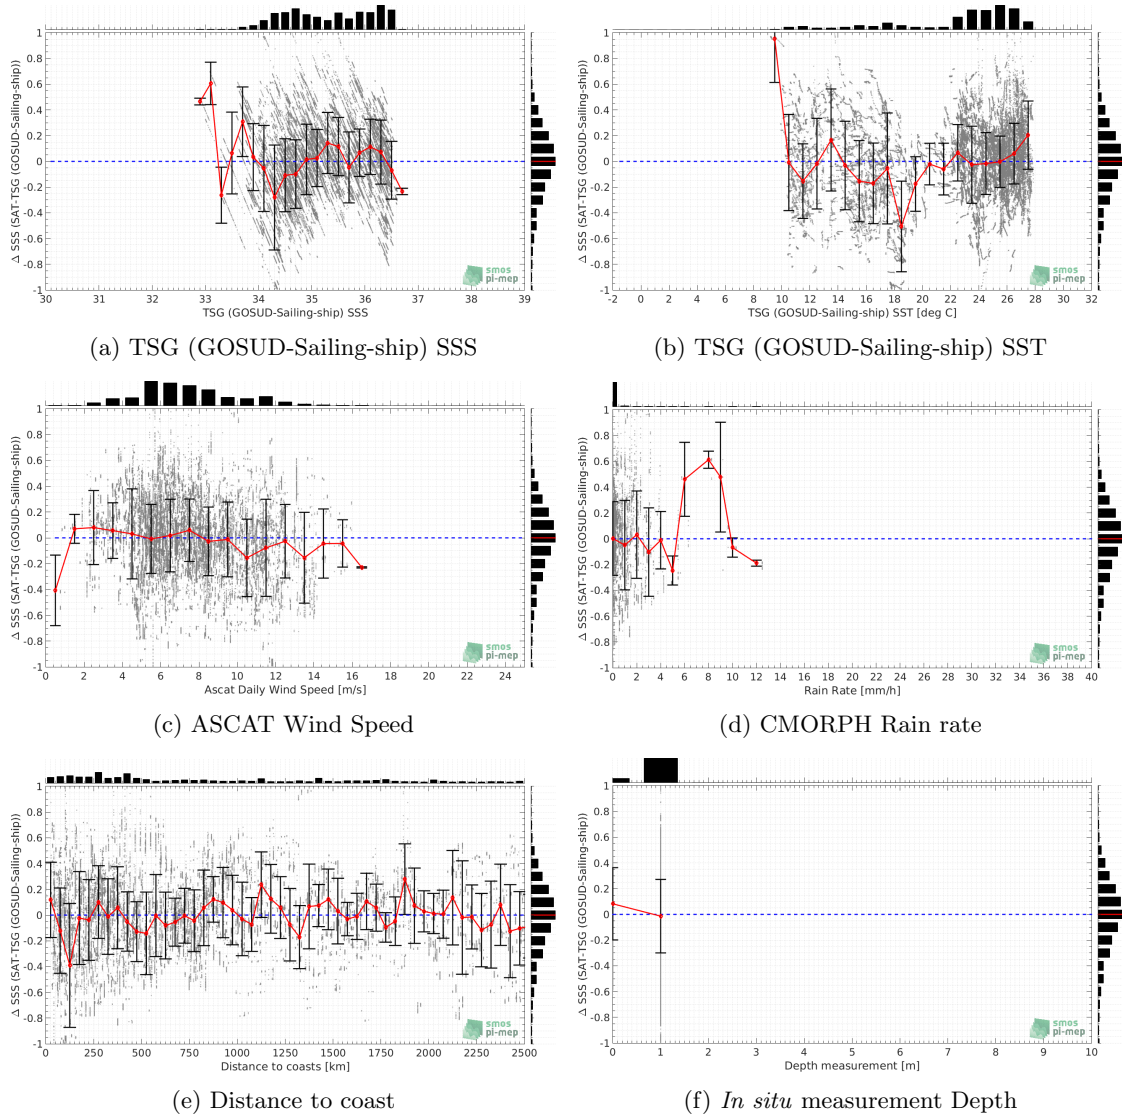 1
0.8
0.6
0.4
0.2
0
-0.2
-0.4
-0.6
-0.8
-1
Δ SSS (SAT-TSG (GOSUD-Sailing-ship))
30 31 32 33 34 35 36 37 38 39
TSG (GOSUD-Sailing-ship) SSS
smos
pi-mep
(a) TSG (GOSUD-Sailing-ship) SSS
1
0.8
0.6
0.4
0.2
0
-0.2
-0.4
-0.6
-0.8
-1
Δ SSS (SAT-TSG (GOSUD-Sailing-ship))
-2 0 2 4 6 8 10 12 14 16 18 20 22 24 26 28 30 32
TSG (GOSUD-Sailing-ship) SST [deg C]
smos
pi-mep
(b) TSG (GOSUD-Sailing-ship) SST
1
0.8
0.6
0.4
0.2
0
-0.2
-0.4
-0.6
-0.8
-1
Δ SSS (SAT-TSG (GOSUD-Sailing-ship))
0 2 4 6 8 10 12 14 16 18 20 22 24
Ascat Daily Wind Speed [m/s]
smos
pi-mep
(c) ASCAT Wind Speed
1
0.8
0.6
0.4
0.2
0
-0.2
-0.4
-0.6
-0.8
-1
Δ SSS (SAT-TSG (GOSUD-Sailing-ship))
0 2 4 6 8 10 12 14 16 18 20 22 24 26 28 30 32 34 36 38 40
Rain Rate [mm/h]
smos
pi-mep
(d) CMORPH Rain rate
1
0.8
0.6
0.4
0.2
0
-0.2
-0.4
-0.6
-0.8
-1
Δ SSS (SAT-TSG (GOSUD-Sailing-ship))
0 250 500 750 1000 1250 1500 1750 2000 2250 2500
Distance to coasts [km]
smos
pi-mep
(e) Distance to coast
1
0.8
0.6
0.4
0.2
0
-0.2
-0.4
-0.6
-0.8
-1
Δ SSS (SAT-TSG (GOSUD-Sailing-ship))
0 1 2 3 4 5 6 7 8 9 10
Depth measurement [m]
smos
pi-mep
(f) In situ measurement Depth